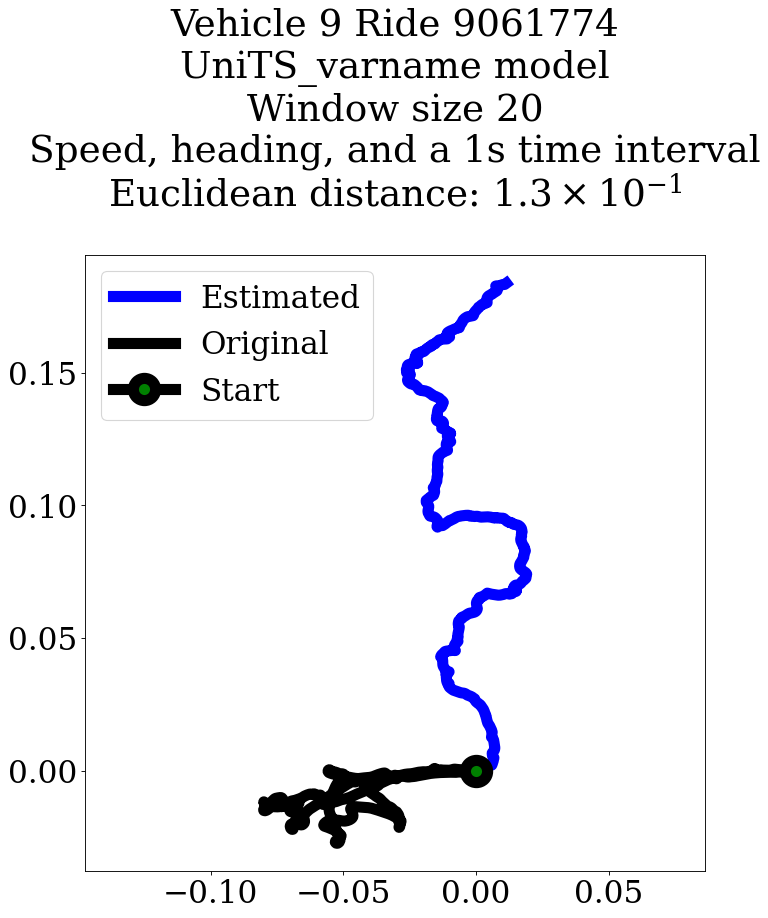 Vehicle 9 Ride 9061774
UniTS_varname model
Window size 20
Speed, heading, and a 1s time interval
Euclidean distance: 1.3 × 10⁻¹
Estimated
Original
Start
0.15
0.10
0.05
0.00
−0.10 −0.05 0.00 0.05